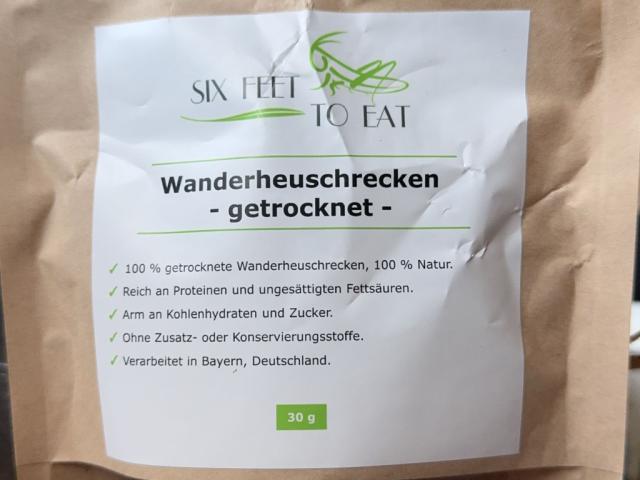 SIX FEET
TO EAT
Wanderheuschrecken
- getrocknet -
✓ 100 % getrocknete Wanderheuschrecken, 100 % Natur.
✓ Reich an Proteinen und ungesättigten Fettsäuren.
✓ Arm an Kohlenhydraten und Zucker.
✓ Ohne Zusatz- oder Konservierungsstoffe.
✓ Verarbeitet in Bayern, Deutschland.
30 g